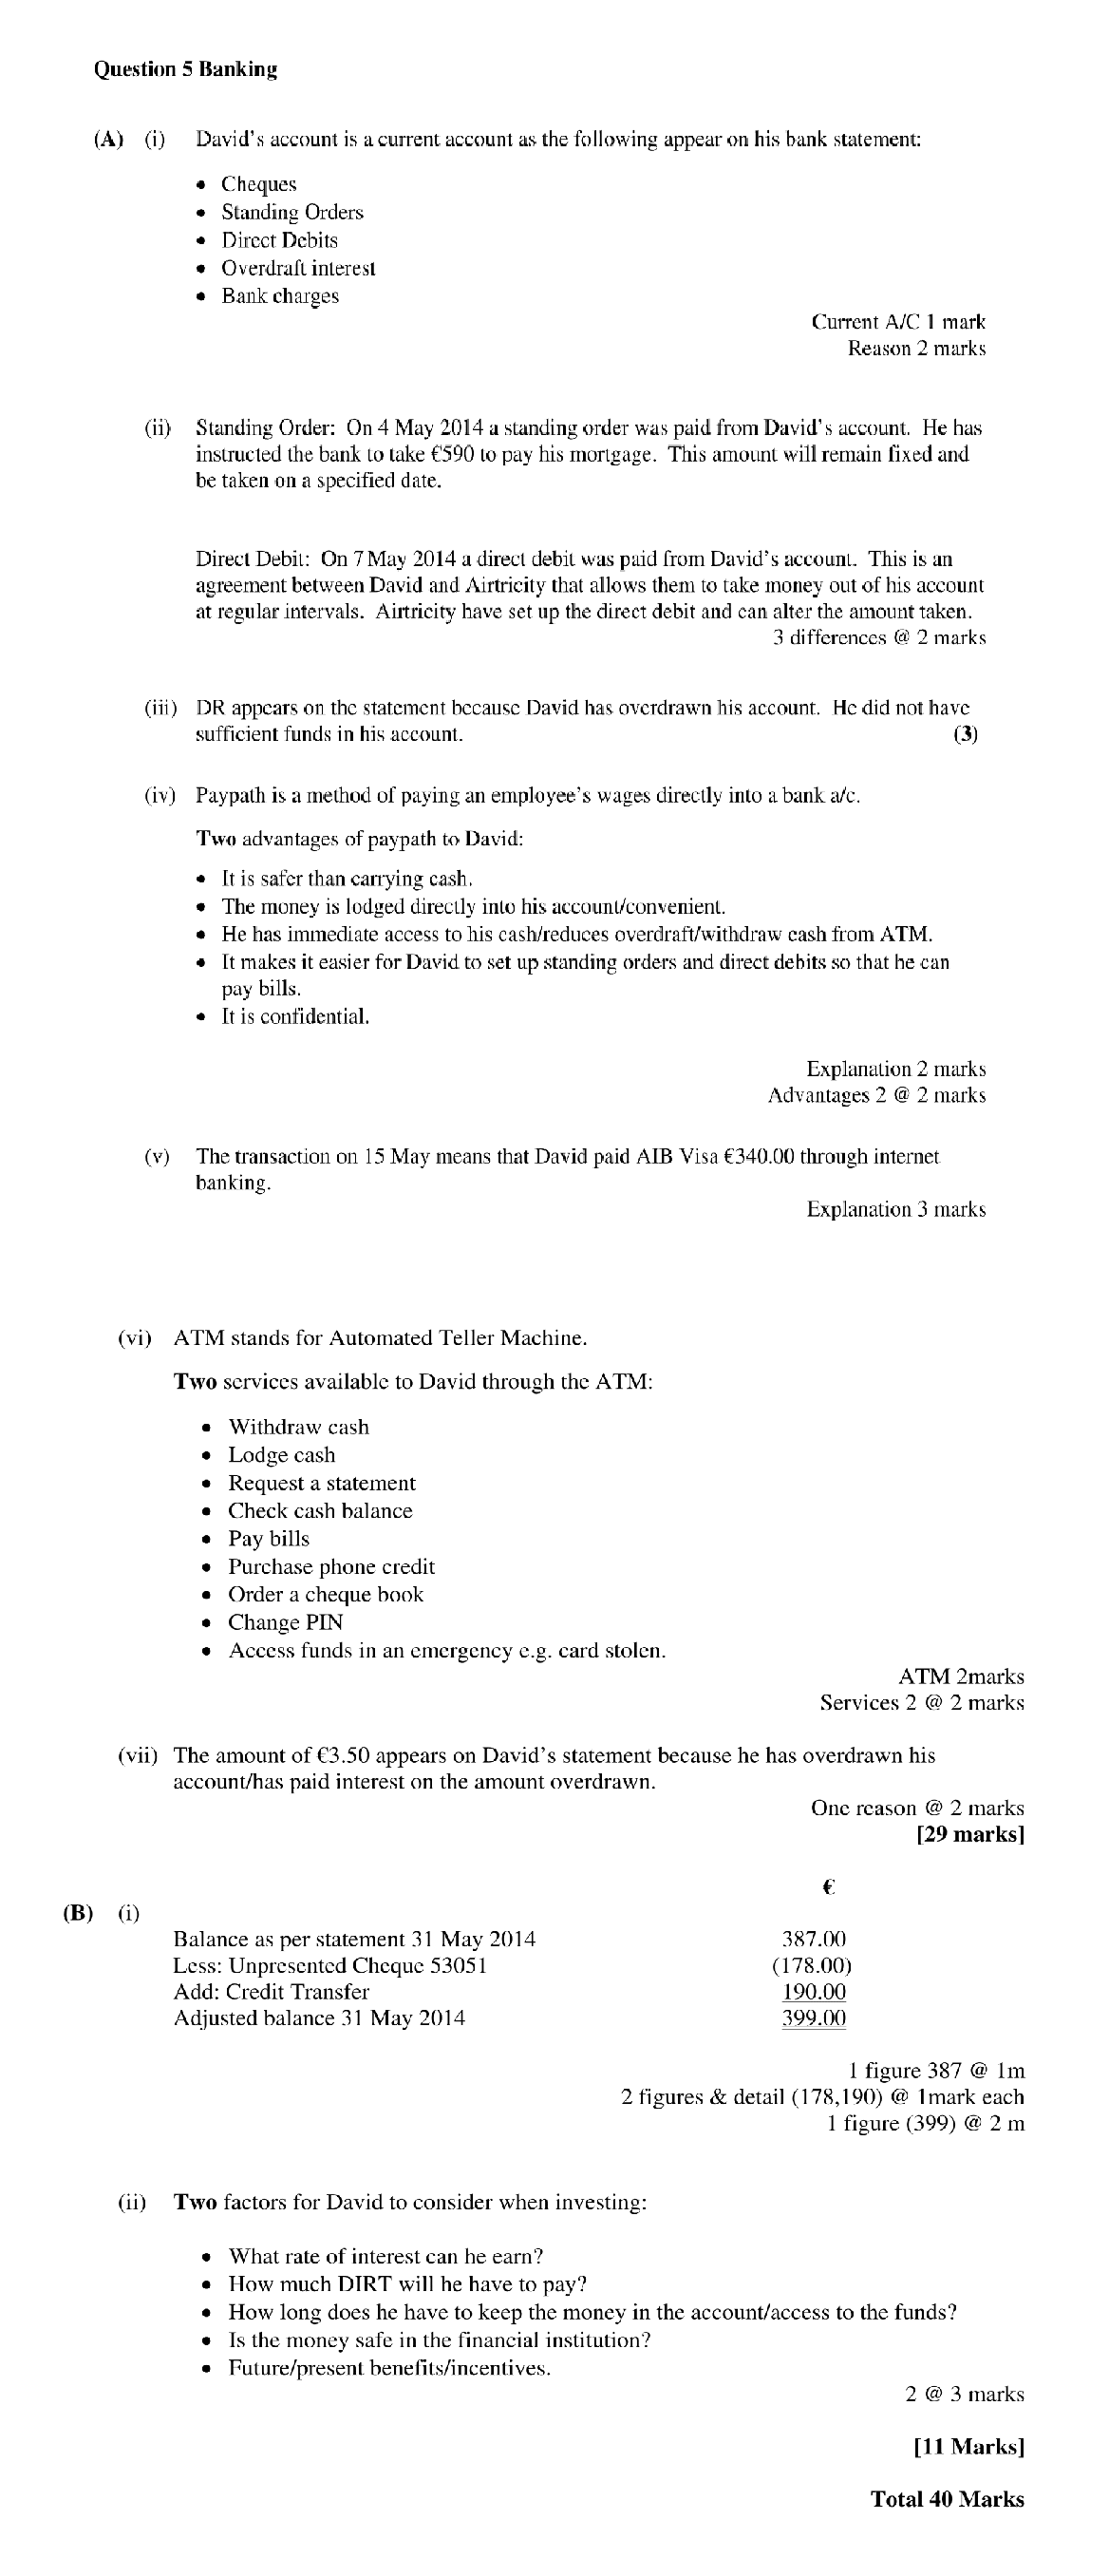 Question 5 Banking
(A) (i) David's account is a current account as the following appear on his bank statement:
• Cheques
• Standing Orders
• Direct Debits
• Overdraft interest
• Bank charges
Current A/C 1 mark
Reason 2 marks
(ii) Standing Order: On 4 May 2014 a standing order was paid from David's account. He has
instructed the bank to take €590 to pay his mortgage. This amount will remain fixed and
be taken on a specified date.
Direct Debit: On 7 May 2014 a direct debit was paid from David's account. This is an
agreement between David and Airtricity that allows them to take money out of his account
at regular intervals. Airtricity have set up the direct debit and can alter the amount taken.
3 differences @ 2 marks
(iii) DR appears on the statement because David has overdrawn his account. He did not have
sufficient funds in his account. (3)
(iv) Paypath is a method of paying an employee's wages directly into a bank a/c.
Two advantages of paypath to David:
• It is safer than carrying cash.
• The money is lodged directly into his account/convenient.
• He has immediate access to his cash/reduces overdraft/withdraw cash from ATM.
• It makes it easier for David to set up standing orders and direct debits so that he can
pay bills.
• It is confidential.
Explanation 2 marks
Advantages 2 @ 2 marks
(v) The transaction on 15 May means that David paid AIB Visa €340.00 through internet
banking.
Explanation 3 marks
(vi) ATM stands for Automated Teller Machine.
Two services available to David through the ATM:
• Withdraw cash
• Lodge cash
• Request a statement
• Check cash balance
• Pay bills
• Purchase phone credit
• Order a cheque book
• Change PIN
• Access funds in an emergency e.g. card stolen.
ATM 2marks
Services 2 @ 2 marks
(vii) The amount of €3.50 appears on David's statement because he has overdrawn his
account/has paid interest on the amount overdrawn.
One reason @ 2 marks
[29 marks]
€
(B) (i)
Balance as per statement 31 May 2014 387.00
Less: Unpresented Cheque 53051 (178.00)
Add: Credit Transfer 190.00
Adjusted balance 31 May 2014 399.00
1 figure 387 @ 1m
2 figures & detail (178,190) @ 1mark each
1 figure (399) @ 2 m
(ii) Two factors for David to consider when investing:
• What rate of interest can he earn?
• How much DIRT will he have to pay?
• How long does he have to keep the money in the account/access to the funds?
• Is the money safe in the financial institution?
• Future/present benefits/incentives.
2 @ 3 marks
[11 Marks]
Total 40 Marks